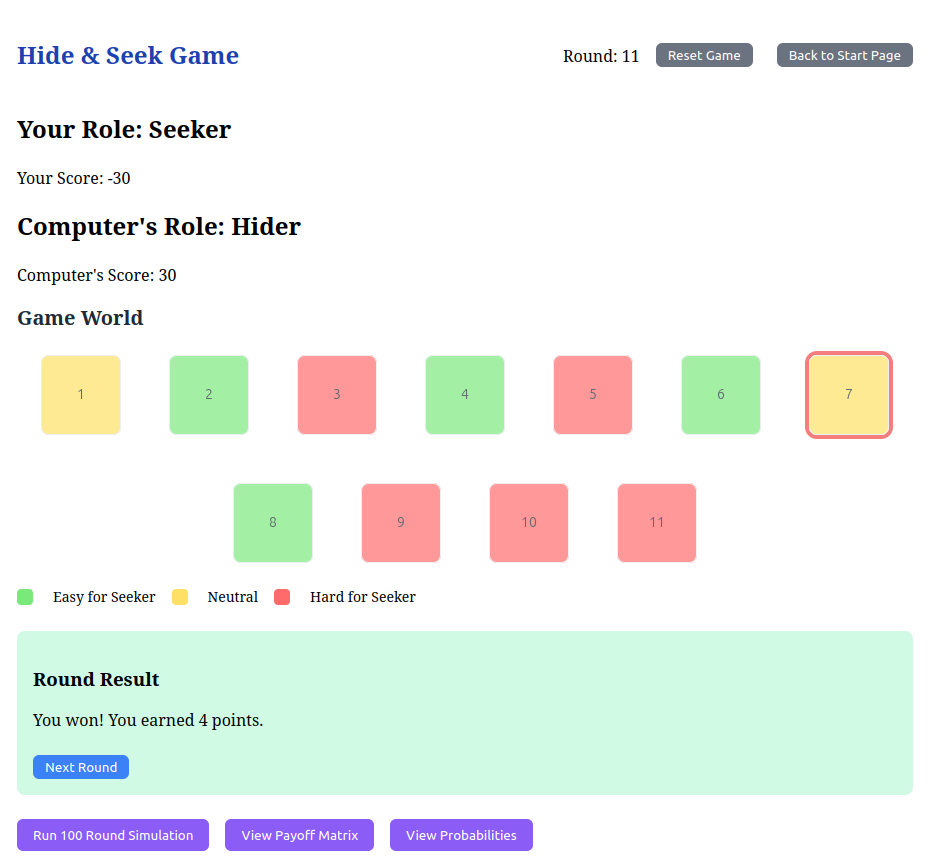 Hide & Seek Game
Round: 11
Reset Game
Back to Start Page
Your Role: Seeker
Your Score: -30
Computer's Role: Hider
Computer's Score: 30
Game World
1 2 3 4 5 6 7
8 9 10 11
Easy for Seeker Neutral Hard for Seeker
Round Result
You won! You earned 4 points.
Next Round
Run 100 Round Simulation View Payoff Matrix View Probabilities